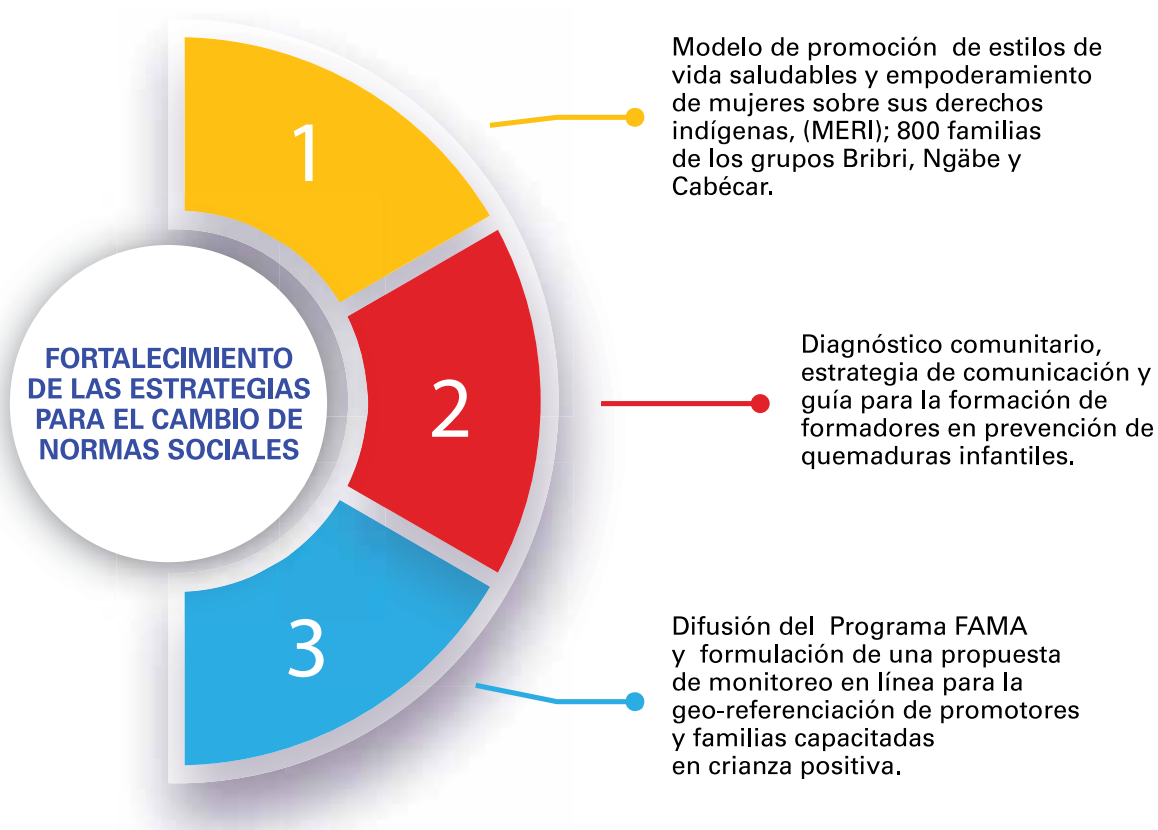 FORTALECIMIENTO
DE LAS ESTRATEGIAS
PARA EL CAMBIO DE
NORMAS SOCIALES
1
Modelo de promoción de estilos de
vida saludables y empoderamiento
de mujeres sobre sus derechos
indígenas, (MERI); 800 familias
de los grupos Bribri, Ngäbe y
Cabécar.
2
Diagnóstico comunitario,
estrategia de comunicación y
guía para la formación de
formadores en prevención de
quemaduras infantiles.
3
Difusión del Programa FAMA
y formulación de una propuesta
de monitoreo en línea para la
geo-referenciación de promotores
y familias capacitadas
en crianza positiva.